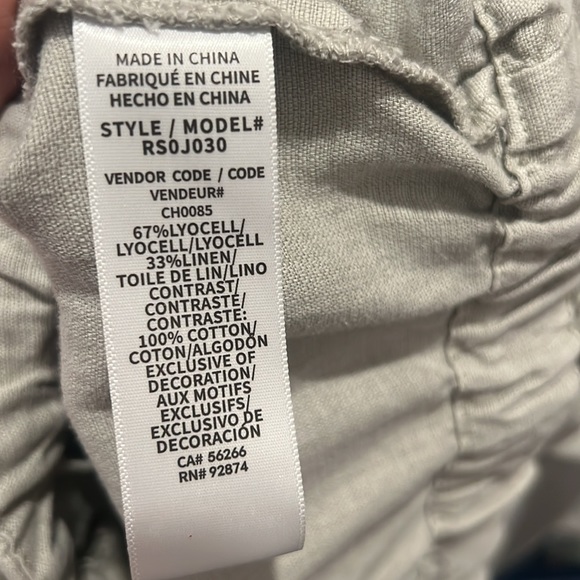 MADE IN CHINA
FABRIQUÉ EN CHINE
HECHO EN CHINA
STYLE / MODEL#
RS0J030
VENDOR CODE / CODE
VENDEUR#
CH0085
67%LYOCELL/
LYOCELL/LYOCELL
33%LINEN/
TOILE DE LIN/LINO
CONTRAST/
CONTRASTÉ/
CONTRASTE:
100% COTTON/
COTON/ALGODÓN
EXCLUSIVE OF
DECORATION/
AUX MOTIFS
EXCLUSIFS/
EXCLUSIVO DE
DECORACIÓN
CA# 56266
RN# 92874